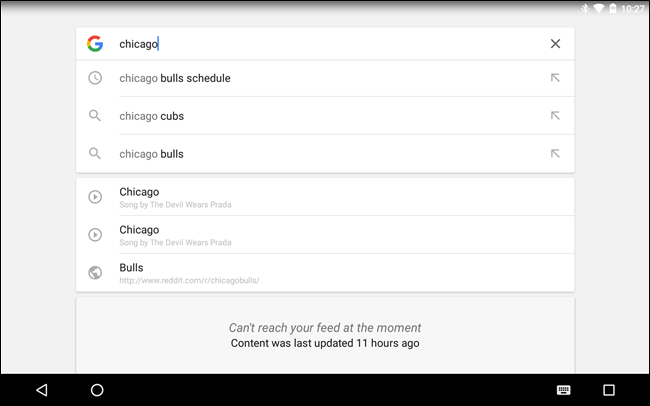 10:27
chicago
chicago bulls schedule
chicago cubs
chicago bulls
Chicago
Song by The Devil Wears Prada
Chicago
Song by The Devil Wears Prada
Bulls
http://www.reddit.com/r/chicagobulls/
Can't reach your feed at the moment
Content was last updated 11 hours ago